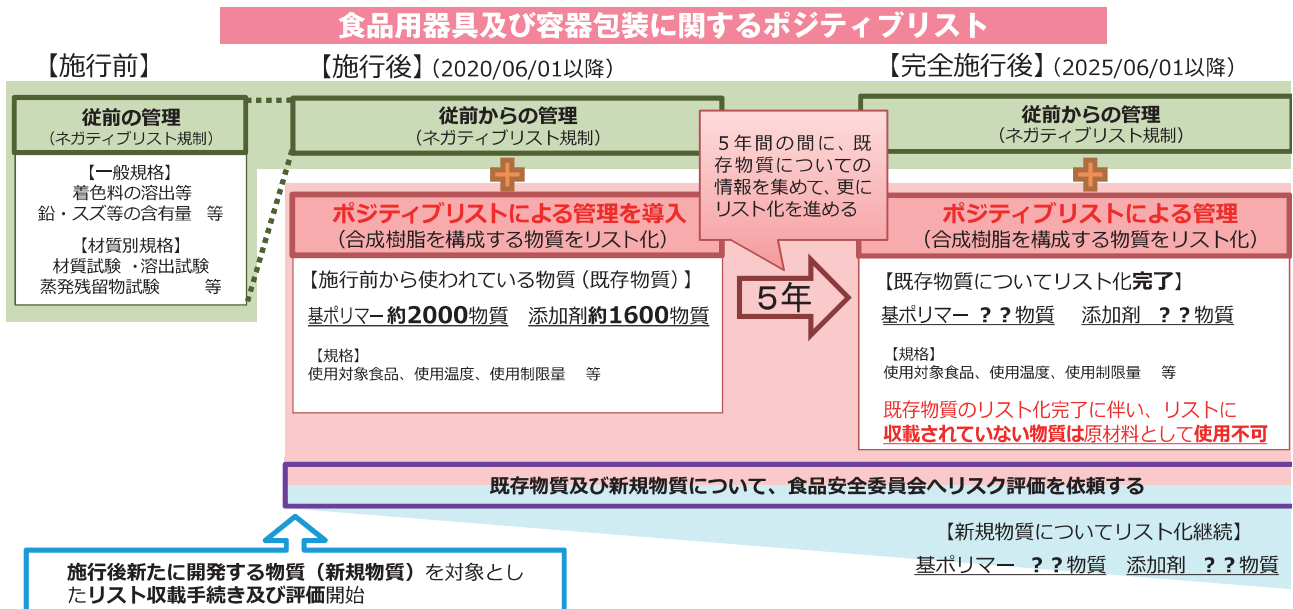 食品用器具及び容器包装に関するポジティブリスト
【施行前】
【施行後】(2020/06/01以降)
【完全施行後】(2025/06/01以降)
従前の管理
(ネガティブリスト規制)
【一般規格】
着色料の溶出等
鉛・スズ等の含有量　等
【材質別規格】
材質試験 ・溶出試験
蒸発残留物試験　　等
従前からの管理
(ネガティブリスト規制)
ポジティブリストによる管理を導入
(合成樹脂を構成する物質をリスト化)
【施行前から使われている物質(既存物質)】
基ポリマー約2000物質　添加剤約1600物質
【規格】
使用対象食品、使用温度、使用制限量　等
5年間の間に、既
存物質についての
情報を集めて、更に
リスト化を進める
5年
従前からの管理
(ネガティブリスト規制)
ポジティブリストによる管理
(合成樹脂を構成する物質をリスト化)
【既存物質についてリスト化完了】
基ポリマー ？？物質　添加剤 ？？物質
【規格】
使用対象食品、使用温度、使用制限量　等
既存物質のリスト化完了に伴い、リストに
収載されていない物質は原材料として使用不可
既存物質及び新規物質について、食品安全委員会へリスク評価を依頼する
【新規物質についてリスト化継続】
基ポリマー ？？物質　添加剤 ？？物質
施行後新たに開発する物質（新規物質）を対象とし
たリスト収載手続き及び評価開始